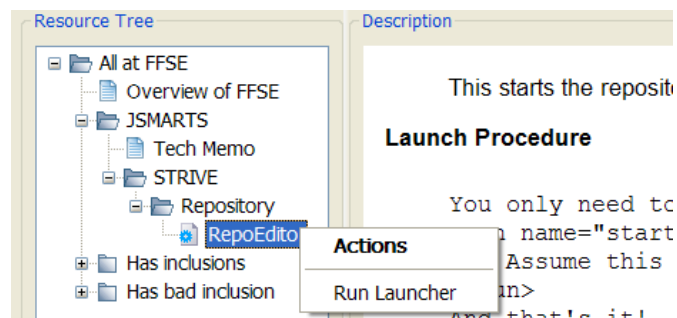 Resource Tree
Description
All at FFSE
Overview of FFSE
JSMARTS
Tech Memo
STRIVE
Repository
RepoEdito
Has inclusions
Has bad inclusion
Actions
Run Launcher
This starts the reposit
Launch Procedure
You only need to
name="start
Assume this
And that's it!